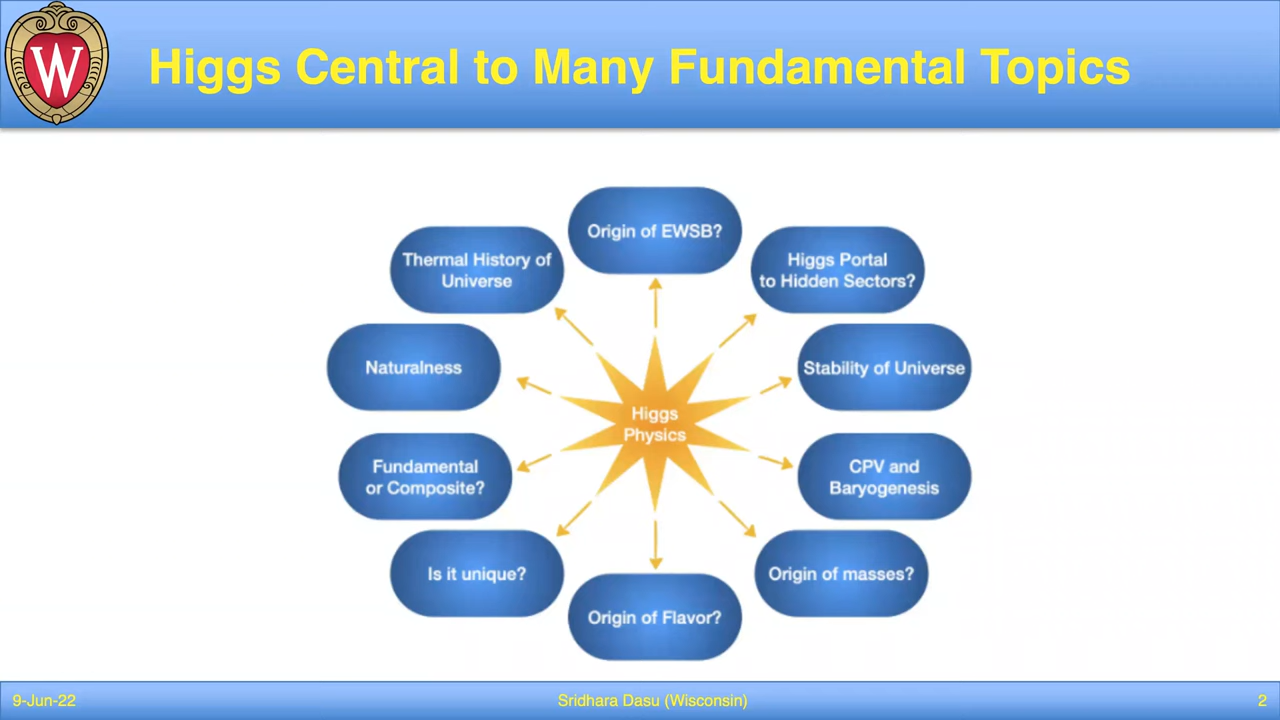 W
Higgs Central to Many Fundamental Topics
Origin of EWSB?
Thermal History of
Universe
Higgs Portal
to Hidden Sectors?
Naturalness
Stability of Universe
Higgs
Physics
Fundamental
or Composite?
CPV and
Baryogenesis
Is it unique?
Origin of masses?
Origin of Flavor?
9-Jun-22
Sridhara Dasu (Wisconsin)
2